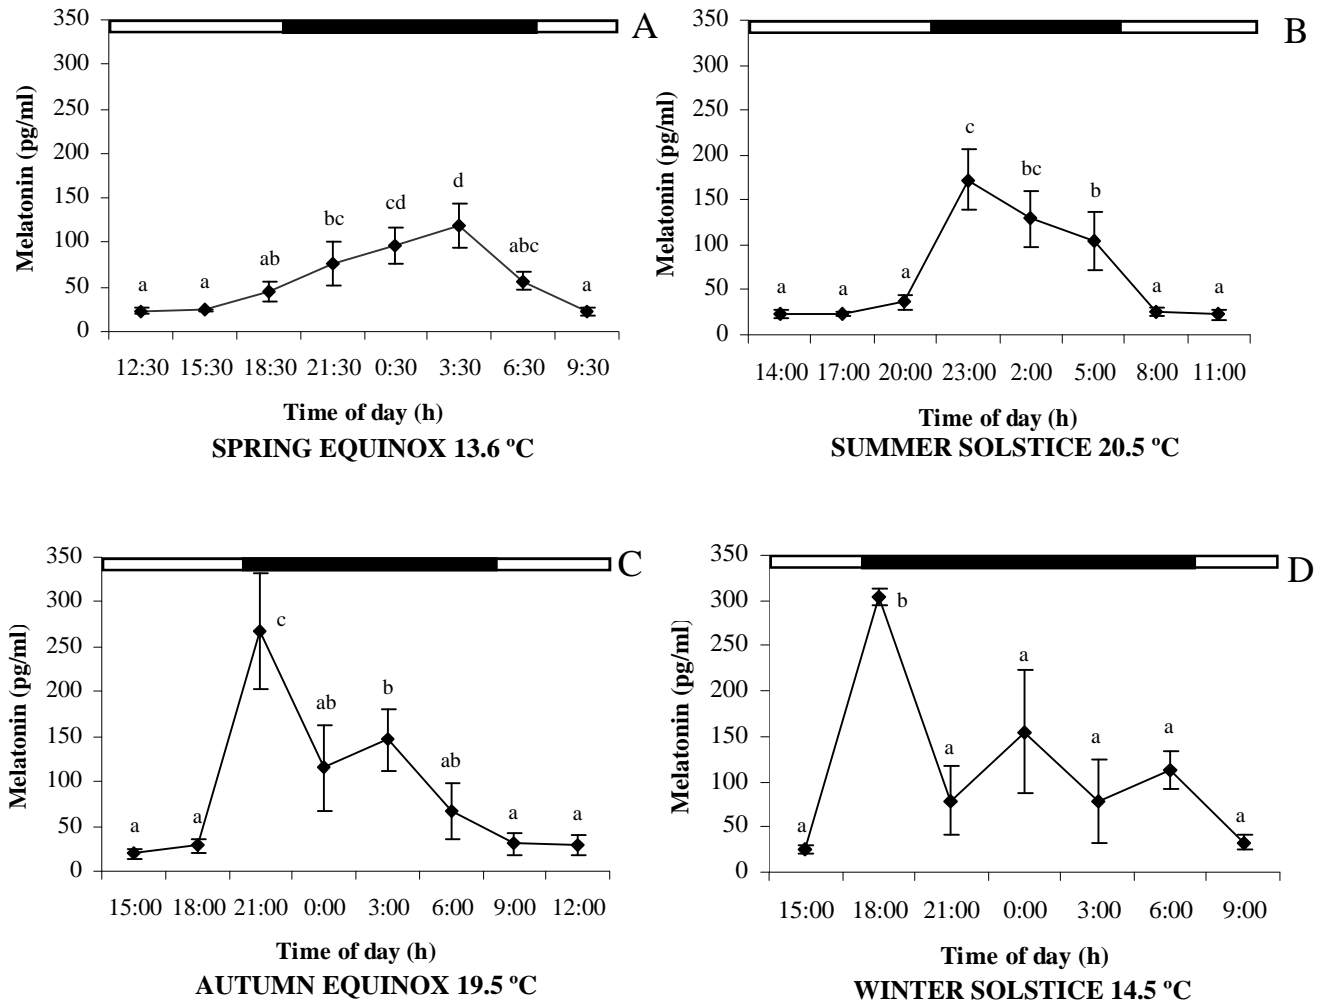 A
350
300
250
200
150
100
50
0
Melatonin (pg/ml)
a a ab bc cd d abc a
12:30 15:30 18:30 21:30 0:30 3:30 6:30 9:30
Time of day (h)
SPRING EQUINOX 13.6 ºC
B
350
300
250
200
150
100
50
0
Melatonin (pg/ml)
a a a c bc b a a
14:00 17:00 20:00 23:00 2:00 5:00 8:00 11:00
Time of day (h)
SUMMER SOLSTICE 20.5 ºC
C
350
300
250
200
150
100
50
0
Melatonin (pg/ml)
a a c ab b ab a a
15:00 18:00 21:00 0:00 3:00 6:00 9:00 12:00
Time of day (h)
AUTUMN EQUINOX 19.5 ºC
D
350
300
250
200
150
100
50
0
Melatonin (pg/ml)
a b a a a a a
15:00 18:00 21:00 0:00 3:00 6:00 9:00
Time of day (h)
WINTER SOLSTICE 14.5 ºC